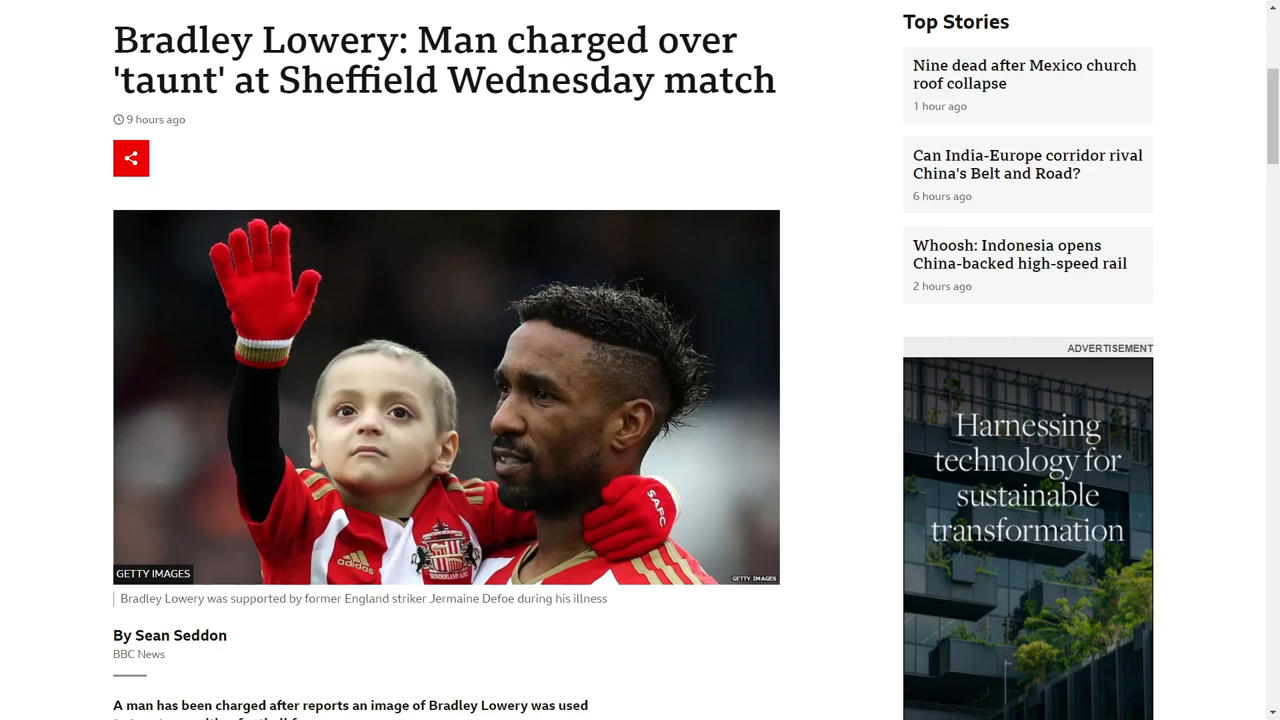 Bradley Lowery: Man charged over
'taunt' at Sheffield Wednesday match
9 hours ago
SAFC
adidas
SUNDERLAND A.F.C.
GETTY IMAGES
GETTY IMAGES
Bradley Lowery was supported by former England striker Jermaine Defoe during his illness
By Sean Seddon
BBC News
A man has been charged after reports an image of Bradley Lowery was used
Top Stories
Nine dead after Mexico church
roof collapse
1 hour ago
Can India-Europe corridor rival
China's Belt and Road?
6 hours ago
Whoosh: Indonesia opens
China-backed high-speed rail
2 hours ago
ADVERTISEMENT
Harnessing
technology for
sustainable
transformation